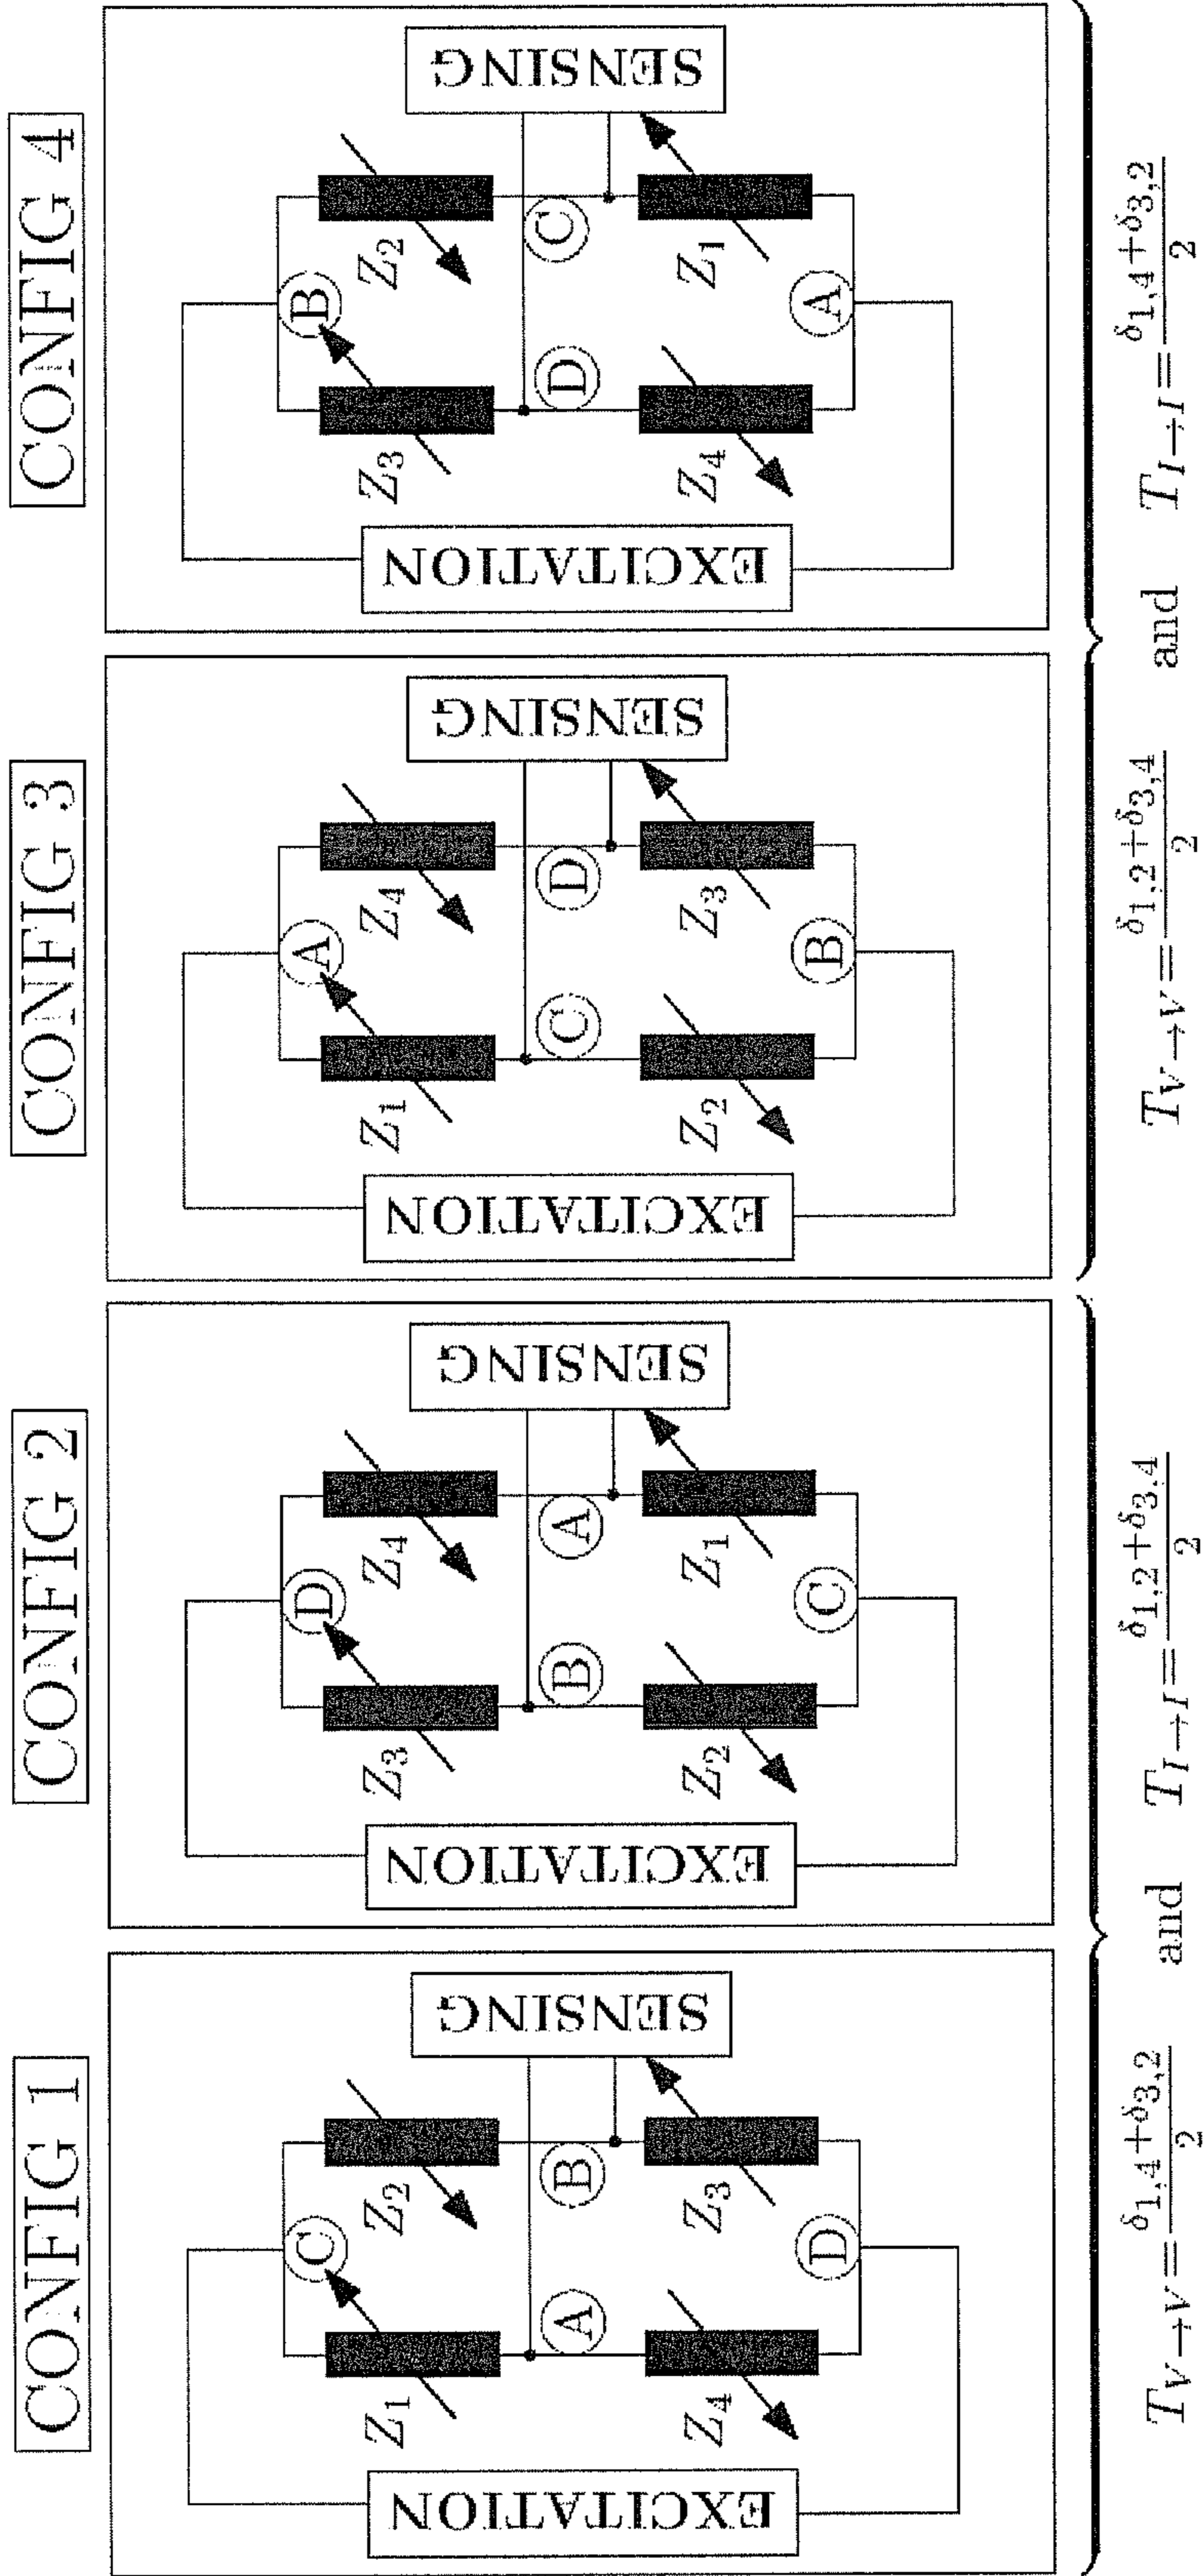 CONFIG 1
EXCITATION
SENSING
Z₁
Z₂
Z₃
Z₄
C
A
B
D
CONFIG 2
EXCITATION
SENSING
Z₃
Z₄
Z₁
Z₂
D
B
A
C
T_{V→V} = (δ_{1,4}+δ_{3,2})/2 and T_{I→I} = (δ_{1,2}+δ_{3,4})/2
CONFIG 3
EXCITATION
SENSING
Z₁
Z₄
Z₃
Z₂
A
C
D
B
CONFIG 4
EXCITATION
SENSING
Z₃
Z₂
Z₁
Z₄
B
D
C
A
T_{V→V} = (δ_{1,2}+δ_{3,4})/2 and T_{I→I} = (δ_{1,4}+δ_{3,2})/2